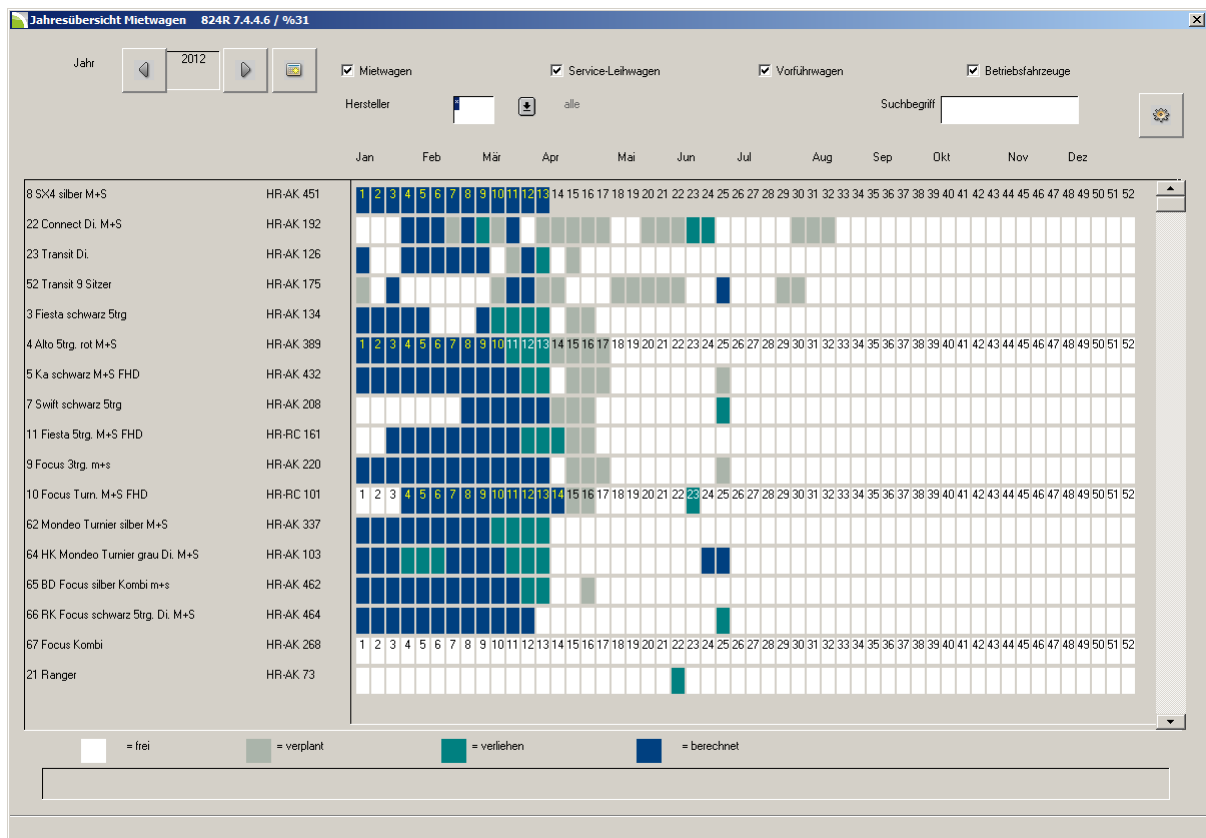 Jahresübersicht Mietwagen 824R 7.4.4.6 / %31
Jahr 2012
Mietwagen Service-Leihwagen Vorführwagen Betriebsfahrzeuge
Hersteller * alle Suchbegriff
Jan Feb Mär Apr Mai Jun Jul Aug Sep Okt Nov Dez
8 SX4 silber M+S HR-AK 451 1 2 3 4 5 6 7 8 9 10 11 12 13 14 15 16 17 18 19 20 21 22 23 24 25 26 27 28 29 30 31 32 33 34 35 36 37 38 39 40 41 42 43 44 45 46 47 48 49 50 51 52
22 Connect Di. M+S HR-AK 192
23 Transit Di. HR-AK 126
52 Transit 9 Sitzer HR-AK 175
3 Fiesta schwarz 5trg HR-AK 134
4 Alto 5trg. rot M+S HR-AK 389 1 2 3 4 5 6 7 8 9 10 11 12 13 14 15 16 17 18 19 20 21 22 23 24 25 26 27 28 29 30 31 32 33 34 35 36 37 38 39 40 41 42 43 44 45 46 47 48 49 50 51 52
5 Ka schwarz M+S FHD HR-AK 432
7 Swift schwarz 5trg HR-AK 208
11 Fiesta 5trg. M+S FHD HR-RC 161
9 Focus 3trg. m+s HR-AK 220
10 Focus Turn. M+S FHD HR-RC 101 1 2 3 4 5 6 7 8 9 10 11 12 13 14 15 16 17 18 19 20 21 22 23 24 25 26 27 28 29 30 31 32 33 34 35 36 37 38 39 40 41 42 43 44 45 46 47 48 49 50 51 52
62 Mondeo Turnier silber M+S HR-AK 337
64 HK Mondeo Turnier grau Di. M+S HR-AK 103
65 BD Focus silber Kombi m+s HR-AK 462
66 RK Focus schwarz 5trg. Di. M+S HR-AK 464
67 Focus Kombi HR-AK 268 1 2 3 4 5 6 7 8 9 10 11 12 13 14 15 16 17 18 19 20 21 22 23 24 25 26 27 28 29 30 31 32 33 34 35 36 37 38 39 40 41 42 43 44 45 46 47 48 49 50 51 52
21 Ranger HR-AK 73
= frei = verplant = verliehen = berechnet